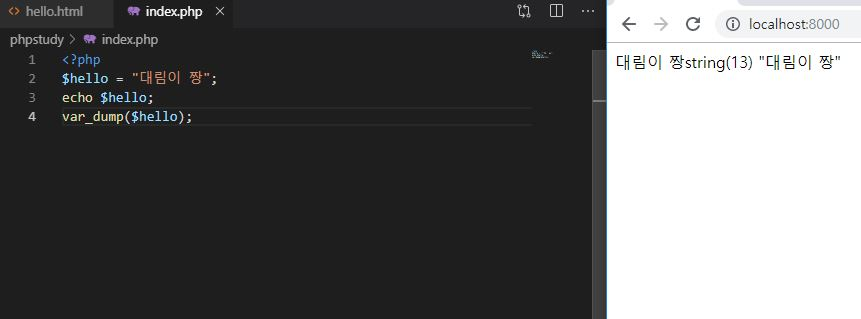 hello.html
index.php
phpstudy > index.php
1 <?php
2 $hello = "대림이 짱";
3 echo $hello;
4 var_dump($hello);
localhost:8000
대림이 짱string(13) "대림이 짱"